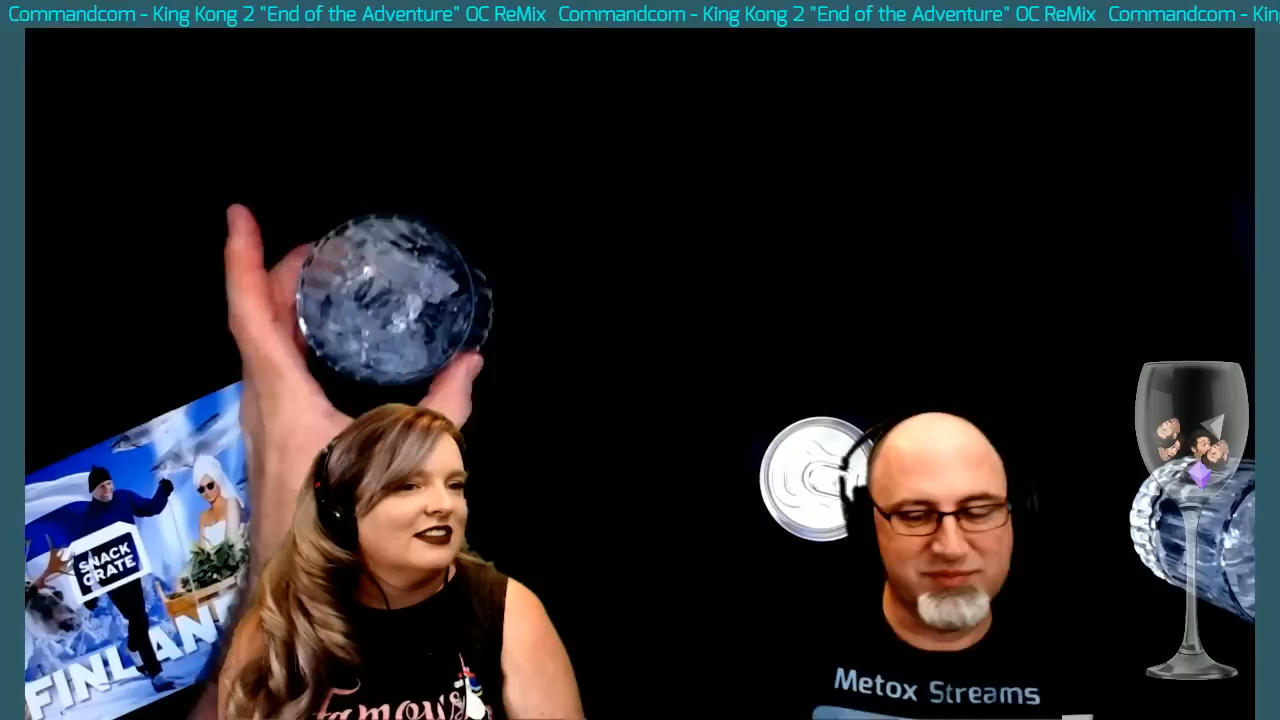 Commandcom - King Kong 2 "End of the Adventure" OC ReMix Commandcom - King Kong 2 "End of the Adventure" OC ReMix Commandcom - Kin
SNACK
CRATE
FINLAN
famous
Metox Streams